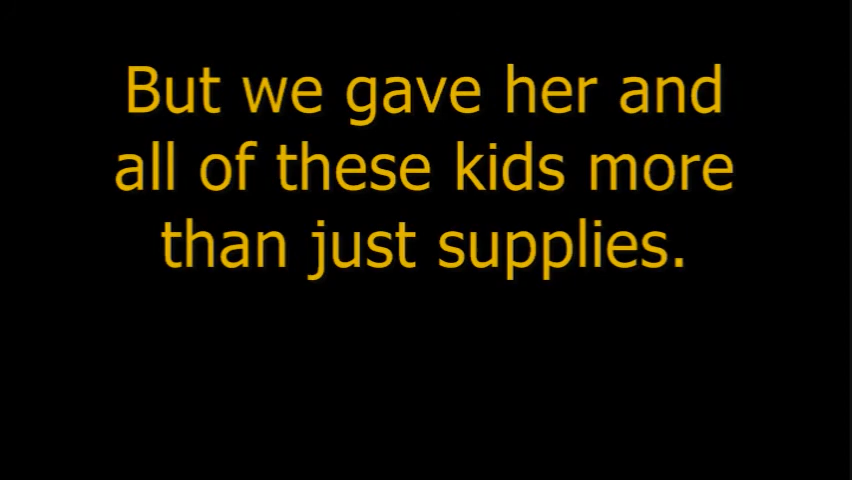 But we gave her and
all of these kids more
than just supplies.